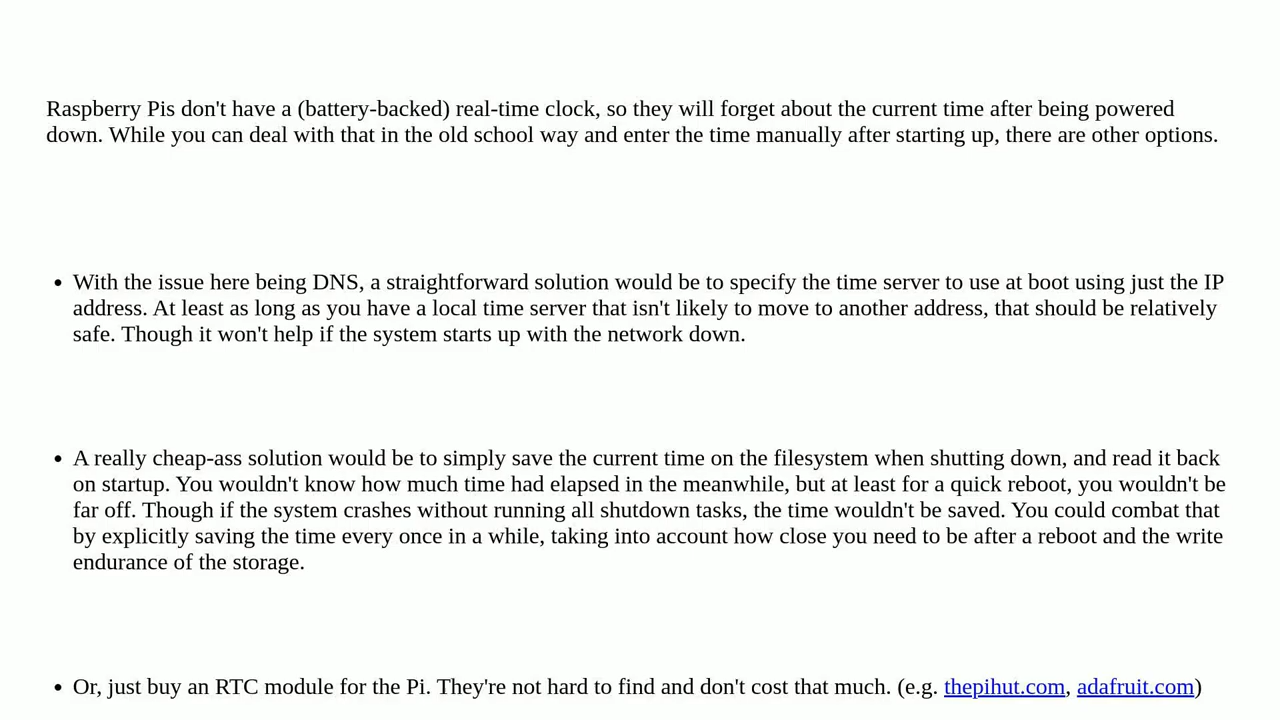 Raspberry Pis don't have a (battery-backed) real-time clock, so they will forget about the current time after being powered
down. While you can deal with that in the old school way and enter the time manually after starting up, there are other options.
• With the issue here being DNS, a straightforward solution would be to specify the time server to use at boot using just the IP
address. At least as long as you have a local time server that isn't likely to move to another address, that should be relatively
safe. Though it won't help if the system starts up with the network down.
• A really cheap-ass solution would be to simply save the current time on the filesystem when shutting down, and read it back
on startup. You wouldn't know how much time had elapsed in the meanwhile, but at least for a quick reboot, you wouldn't be
far off. Though if the system crashes without running all shutdown tasks, the time wouldn't be saved. You could combat that
by explicitly saving the time every once in a while, taking into account how close you need to be after a reboot and the write
endurance of the storage.
• Or, just buy an RTC module for the Pi. They're not hard to find and don't cost that much. (e.g. thepihut.com, adafruit.com)